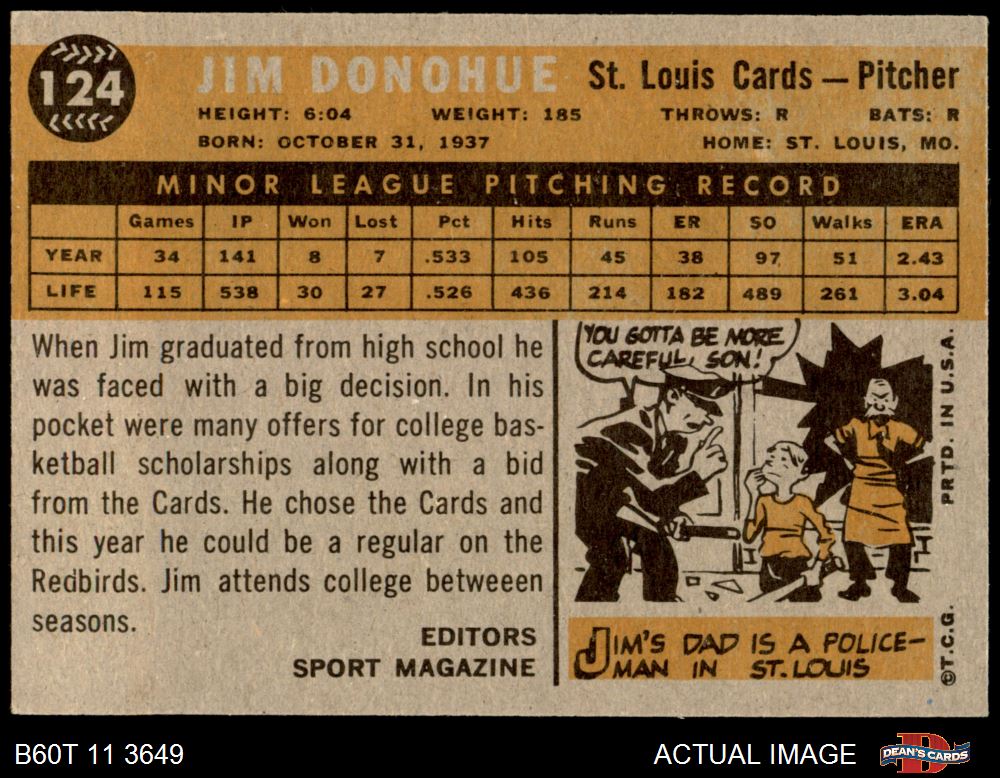 124
JIM DONOHUE St. Louis Cards — Pitcher
HEIGHT: 6:04 WEIGHT: 185 THROWS: R BATS: R
BORN: OCTOBER 31, 1937 HOME: ST. LOUIS, MO.
MINOR LEAGUE PITCHING RECORD
Games IP Won Lost Pct Hits Runs ER SO Walks ERA
YEAR 34 141 8 7 .533 105 45 38 97 51 2.43
LIFE 115 538 30 27 .526 436 214 182 489 261 3.04
When Jim graduated from high school he
was faced with a big decision. In his
pocket were many offers for college bas-
ketball scholarships along with a bid
from the Cards. He chose the Cards and
this year he could be a regular on the
Redbirds. Jim attends college betweeen
seasons.
EDITORS
SPORT MAGAZINE
YOU GOTTA BE MORE
CAREFUL, SON!
JIM'S DAD IS A POLICE-
MAN IN ST. LOUIS
©T.C.G. PRTD. IN U.S.A.
B60T 11 3649 ACTUAL IMAGE DEAN'S CARDS